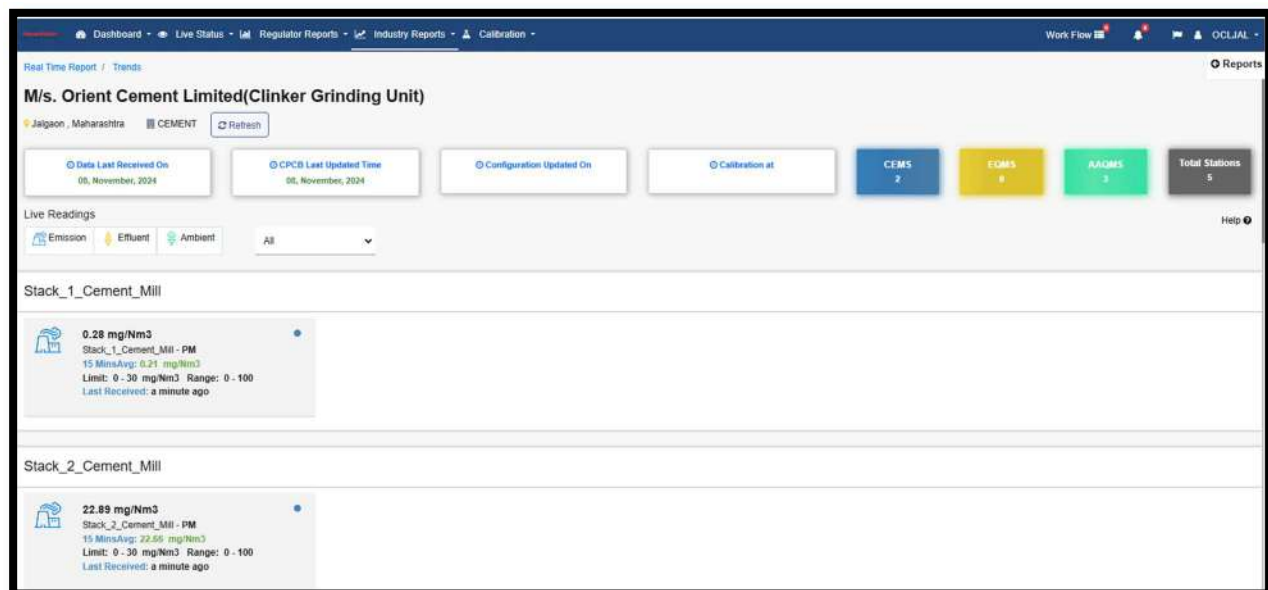 Dashboard Live Status Regulator Reports Industry Reports Calibration Work Flow OCLJAL
Real Time Report / Trends
Reports
M/s. Orient Cement Limited(Clinker Grinding Unit)
Jalgaon , Maharashtra CEMENT Refresh
Data Last Received On
08, November, 2024
CPCB Last Updated Time
08, November, 2024
Configuration Updated On
Calibration at
CEMS
2
EQMS
0
AAQMS
3
Total Stations
5
Live Readings
Help
Emission Effluent Ambient All
Stack_1_Cement_Mill
0.28 mg/Nm3
Stack_1_Cement_Mill - PM
15 MinsAvg: 0.21 mg/Nm3
Limit: 0 - 30 mg/Nm3 Range: 0 - 100
Last Received: a minute ago
Stack_2_Cement_Mill
22.89 mg/Nm3
Stack_2_Cement_Mill - PM
15 MinsAvg: 22.66 mg/Nm3
Limit: 0 - 30 mg/Nm3 Range: 0 - 100
Last Received: a minute ago